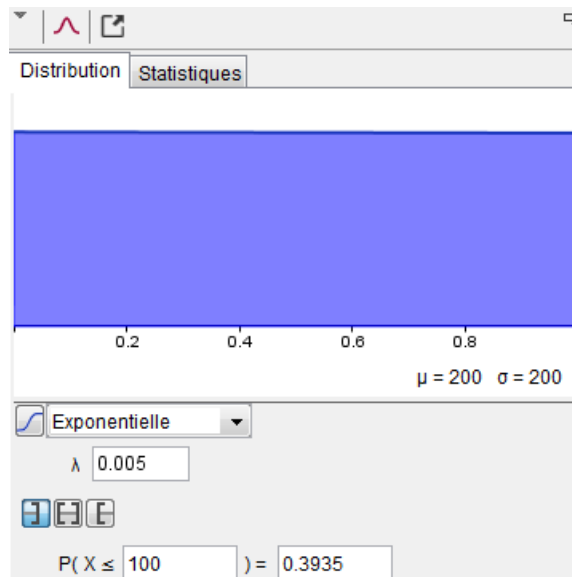 Distribution Statistiques
0.2 0.4 0.6 0.8
μ = 200 σ = 200
Exponentielle
λ 0.005
P( X ≤ 100 ) = 0.3935